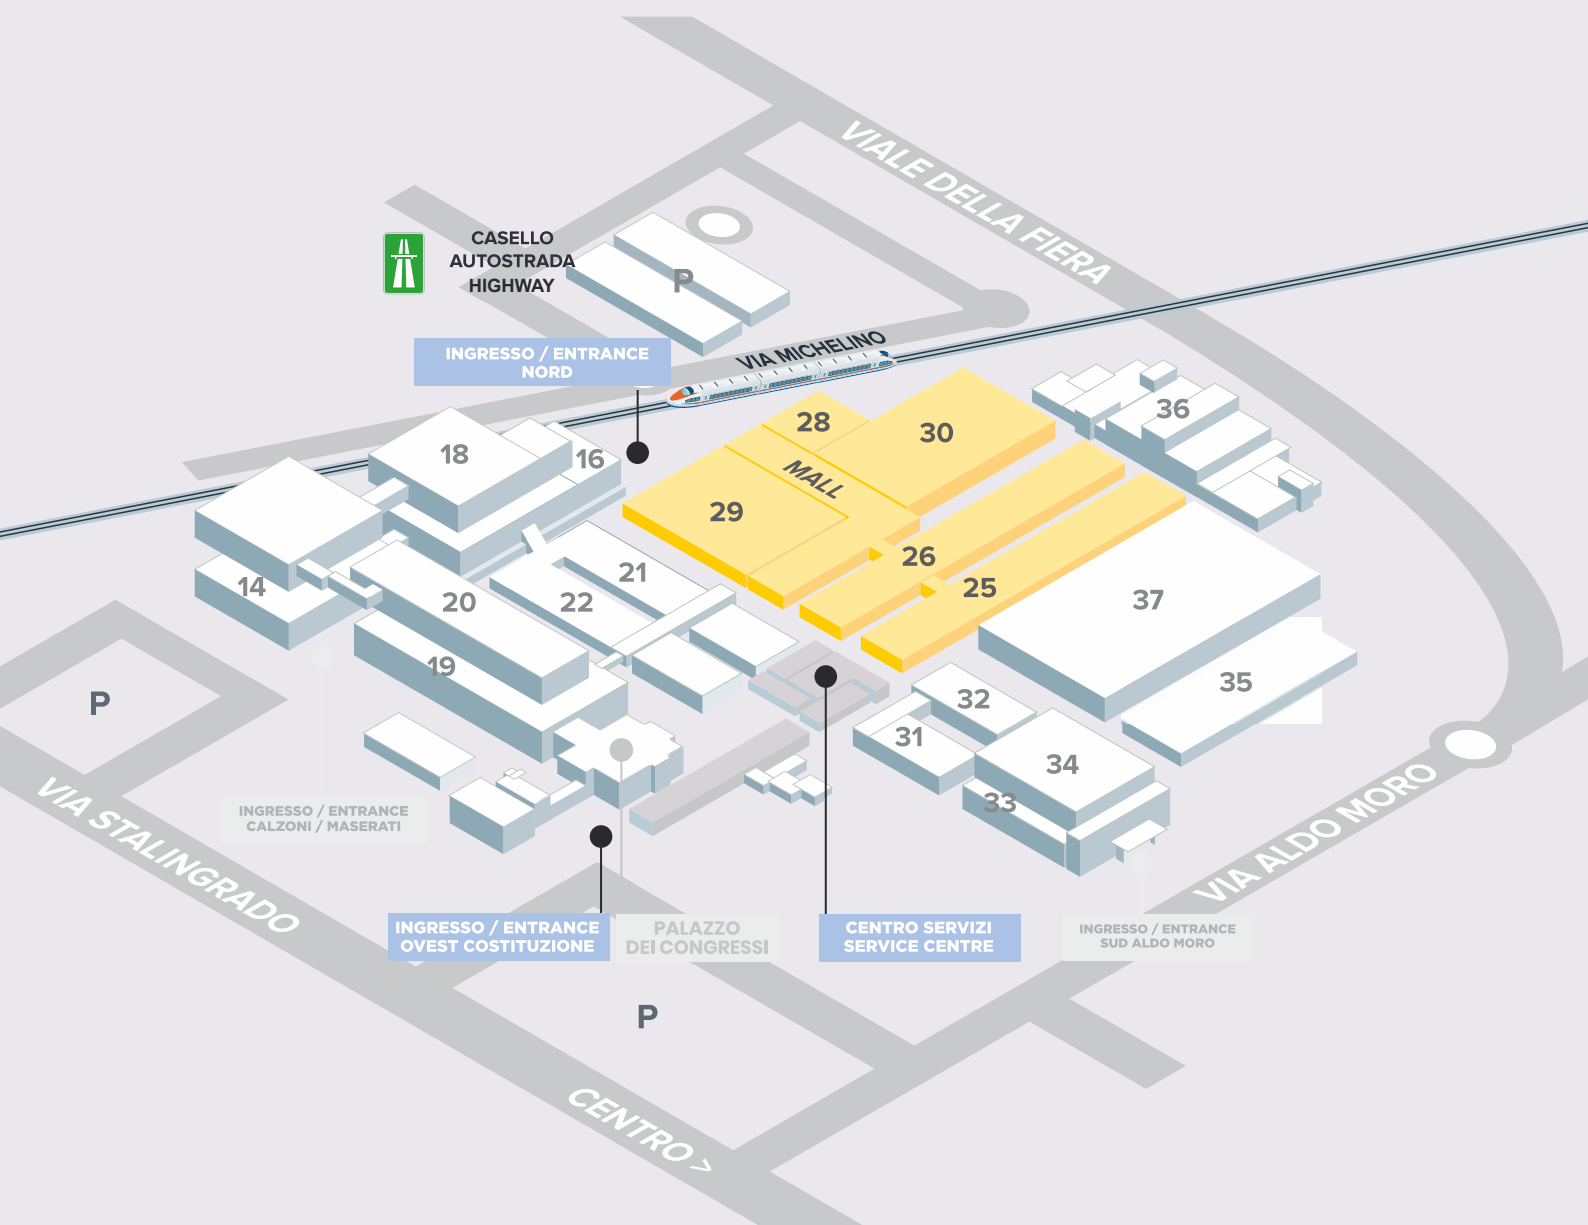 VIALE DELLA FIERA
CASELLO
AUTOSTRADA
HIGHWAY
P
VIA MICHELINO
INGRESSO / ENTRANCE
NORD
36
28
30
18
16
MALL
29
26
21
25
14
20
22
37
19
35
32
P
31
34
33
VIA ALDO MORO
VIA STALINGRADO
INGRESSO / ENTRANCE
CALZONI / MASERATI
INGRESSO / ENTRANCE
OVEST COSTITUZIONE
PALAZZO
DEI CONGRESSI
CENTRO SERVIZI
SERVICE CENTRE
INGRESSO / ENTRANCE
SUD ALDO MORO
P
CENTRO >